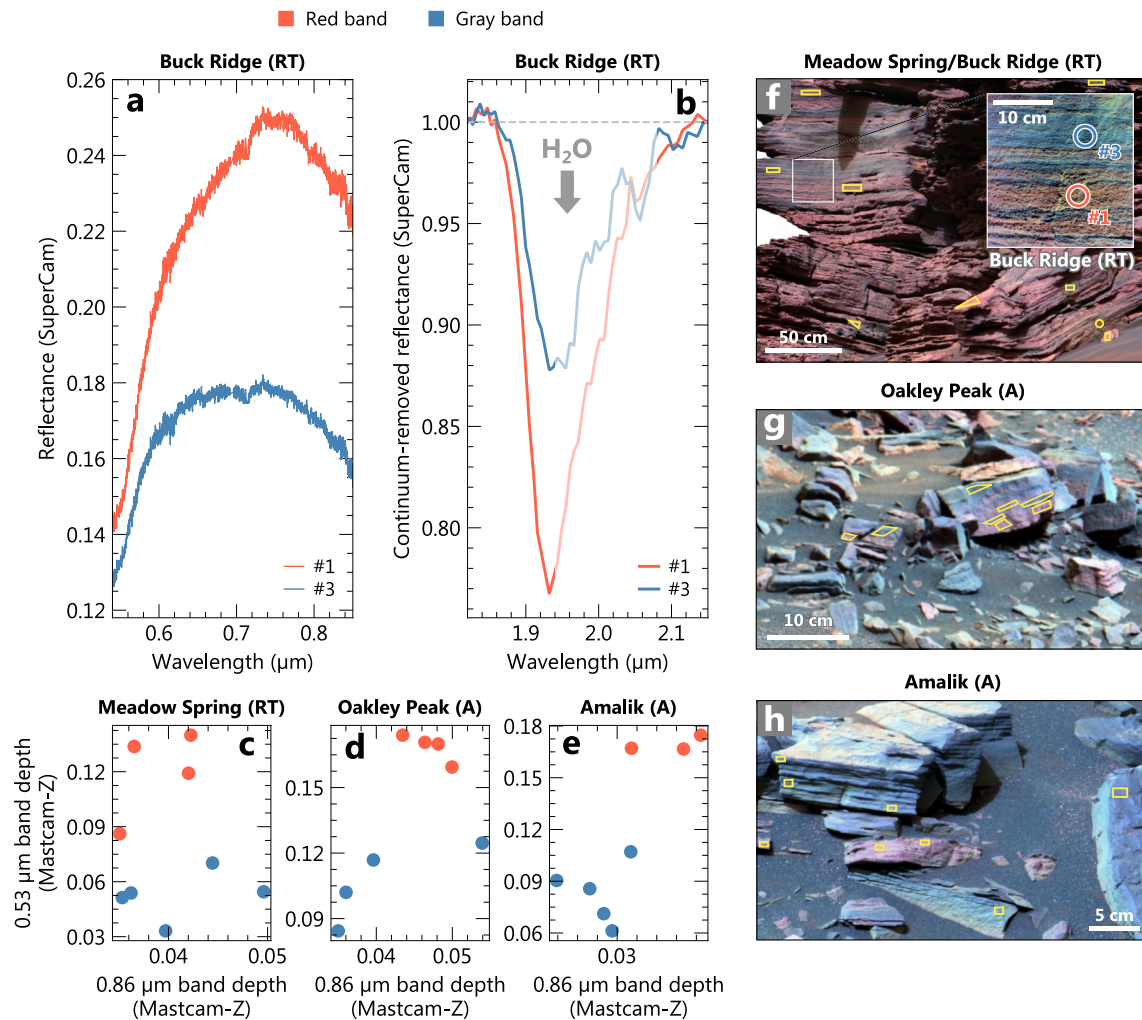 Red band
Gray band
Buck Ridge (RT)
a
0.26
0.25
0.24
0.22
0.21
0.20
0.18
0.17
0.16
0.14
0.12
Reflectance (SuperCam)
#1
#3
0.6
0.7
0.8
Wavelength (µm)
Buck Ridge (RT)
b
H₂O
1.00
0.95
0.90
0.85
0.80
Continuum-removed reflectance (SuperCam)
#1
#3
1.9
2.0
2.1
Wavelength (µm)
Meadow Spring (RT)
c
0.12
0.09
0.06
0.03
0.53 µm band depth
(Mastcam-Z)
0.04
0.05
0.86 µm band depth
(Mastcam-Z)
Oakley Peak (A)
d
0.15
0.12
0.09
0.04
0.05
0.86 µm band depth
(Mastcam-Z)
Amalik (A)
e
0.18
0.15
0.12
0.09
0.06
0.03
0.86 µm band depth
(Mastcam-Z)
Meadow Spring/Buck Ridge (RT)
f
10 cm
#3
#1
Buck Ridge (RT)
50 cm
Oakley Peak (A)
g
10 cm
Amalik (A)
h
5 cm